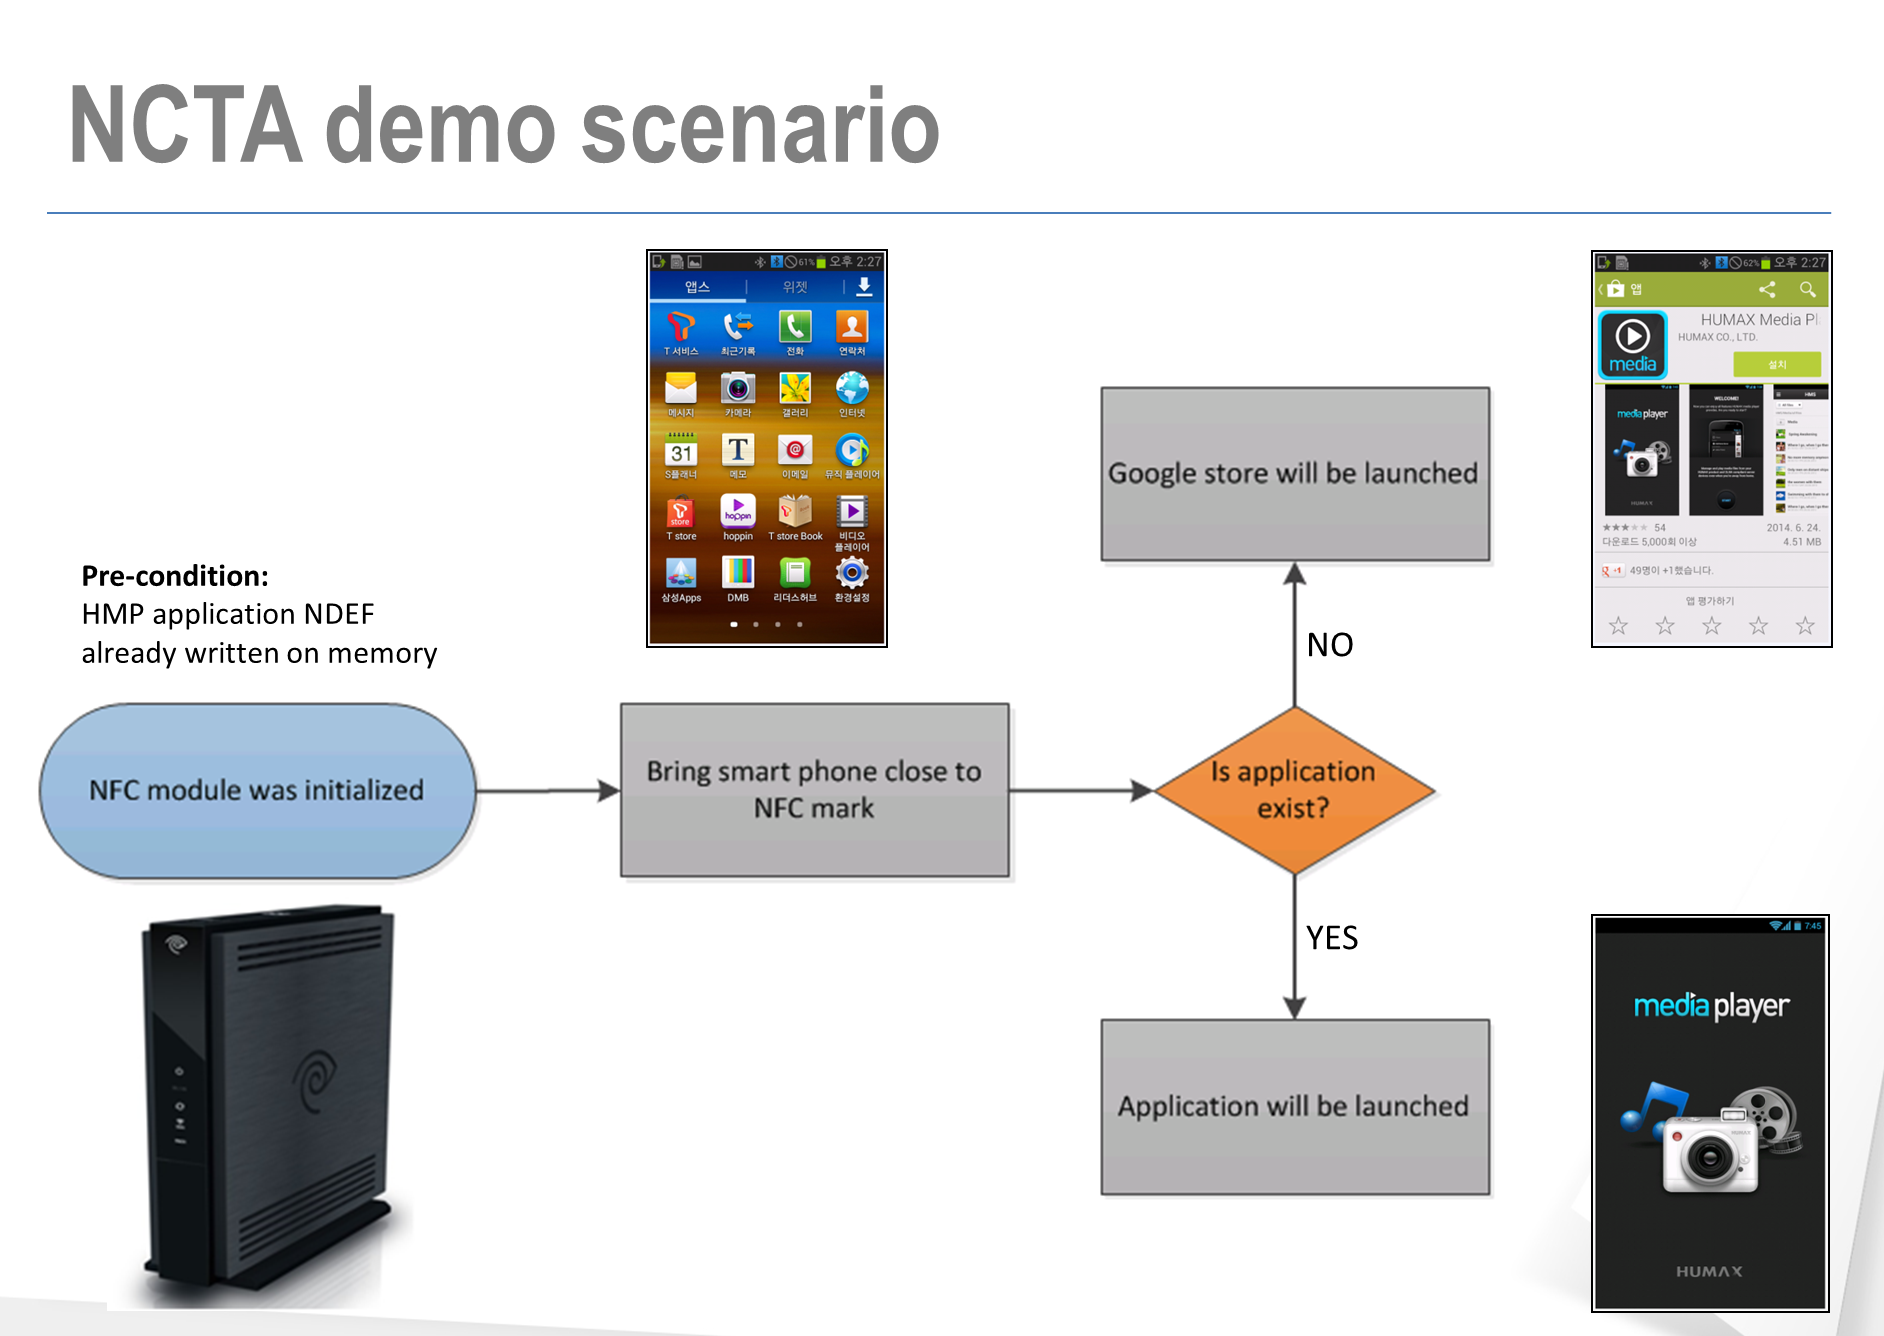 NCTA demo scenario
오후 2:27
61%
앱스
위젯
T 서비스
최근기록
전화
연락처
메시지
카메라
갤러리
인터넷
31
T
S플래너
메모
이메일
뮤직 플레이어
store
hoppin
T store
hoppin
T store Book
비디오
플레이어
삼성Apps
DMB
리더스허브
환경설정
62%
오후 2:27
앱
HUMAX Media Pl
HUMAX CO., LTD.
media
설치
media player
WELCOME!
HMS
HUMAX
54
2014. 6. 24.
다운로드 5,000회 이상
4.51 MB
+1
49명이 +1했습니다.
앱 평가하기
Google store will be launched
NO
Pre-condition:
HMP application NDEF
already written on memory
NFC module was initialized
Bring smart phone close to
NFC mark
Is application
exist?
YES
Application will be launched
7:45
media player
HUMAX